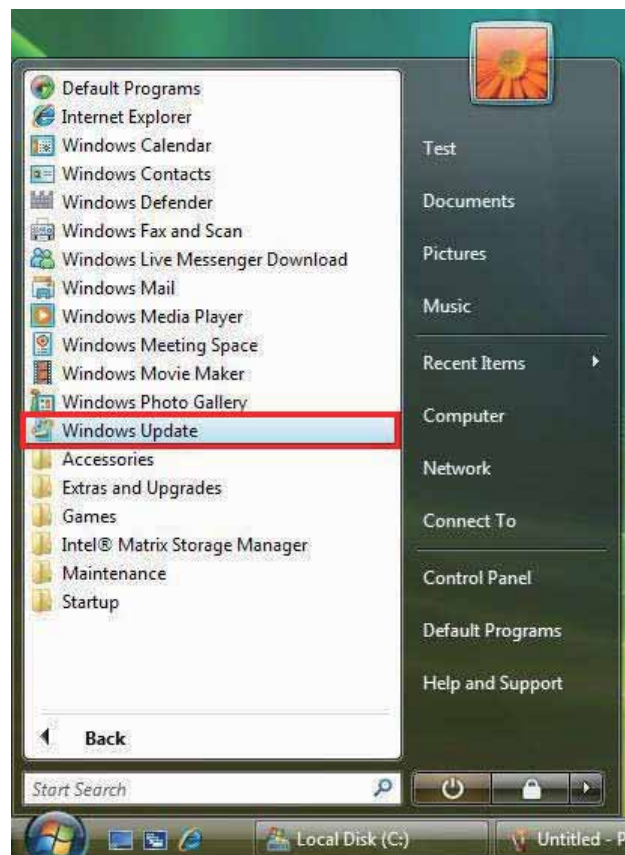 Default Programs
Internet Explorer
Windows Calendar
Windows Contacts
Windows Defender
Windows Fax and Scan
Windows Live Messenger Download
Windows Mail
Windows Media Player
Windows Meeting Space
Windows Movie Maker
Windows Photo Gallery
Windows Update
Accessories
Extras and Upgrades
Games
Intel® Matrix Storage Manager
Maintenance
Startup
Back
Start Search
Test
Documents
Pictures
Music
Recent Items
Computer
Network
Connect To
Control Panel
Default Programs
Help and Support
Local Disk (C:)
Untitled - P